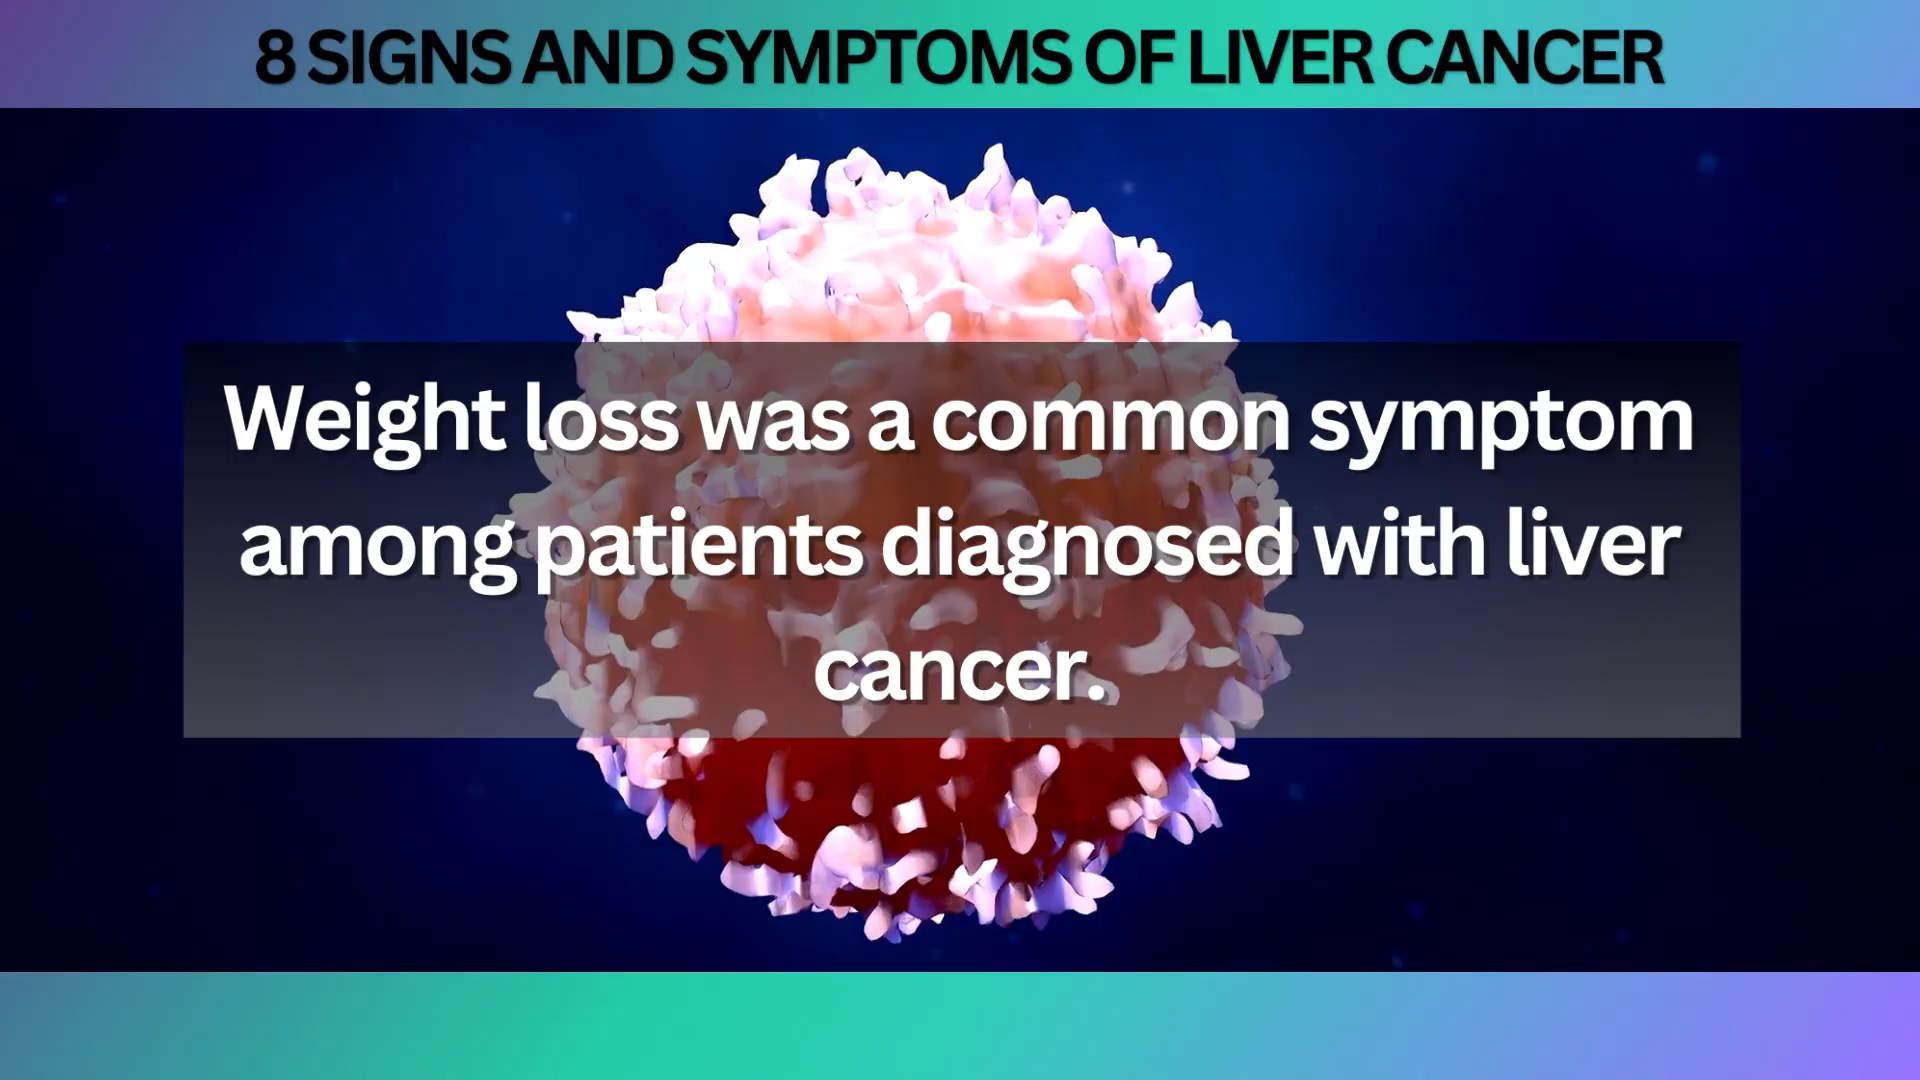 8 SIGNS AND SYMPTOMS OF LIVER CANCER
Weight loss was a common symptom
among patients diagnosed with liver
cancer.